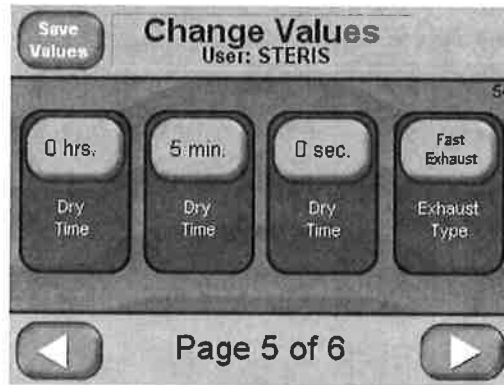 Save
Values
Change Values
User: STERIS
0 hrs.
Dry
Time
5 min.
Dry
Time
0 sec.
Dry
Time
Fast
Exhaust
Exhaust
Type
Page 5 of 6